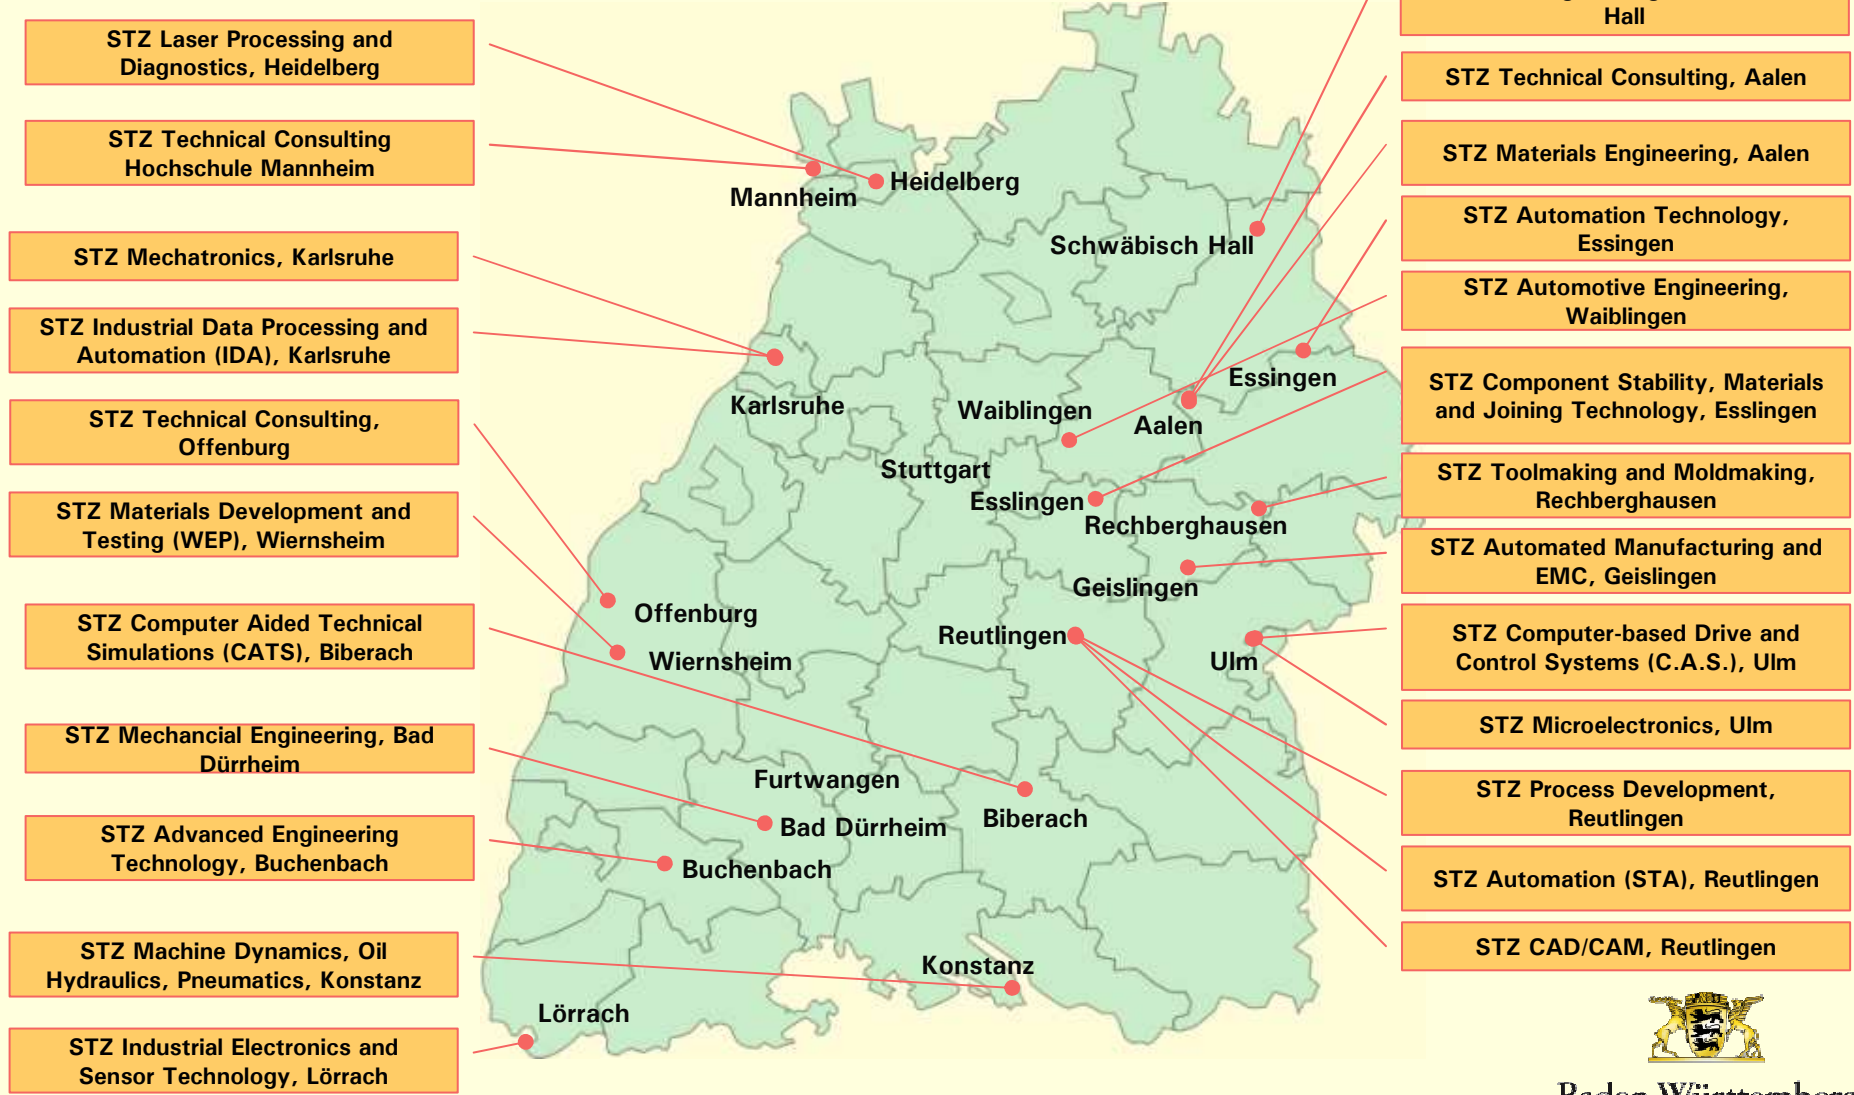 STZ Laser Processing and
Diagnostics, Heidelberg
STZ Technical Consulting
Hochschule Mannheim
STZ Mechatronics, Karlsruhe
STZ Industrial Data Processing and
Automation (IDA), Karlsruhe
STZ Technical Consulting,
Offenburg
STZ Materials Development and
Testing (WEP), Wiernsheim
STZ Computer Aided Technical
Simulations (CATS), Biberach
STZ Mechancial Engineering, Bad
Dürrheim
STZ Advanced Engineering
Technology, Buchenbach
STZ Machine Dynamics, Oil
Hydraulics, Pneumatics, Konstanz
STZ Industrial Electronics and
Sensor Technology, Lörrach
Mannheim
Heidelberg
Schwäbisch Hall
Karlsruhe
Waiblingen
Essingen
Aalen
Stuttgart
Esslingen
Rechberghausen
Geislingen
Offenburg
Reutlingen
Wiernsheim
Ulm
Furtwangen
Bad Dürrheim
Biberach
Buchenbach
Konstanz
Lörrach
Hall
STZ Technical Consulting, Aalen
STZ Materials Engineering, Aalen
STZ Automation Technology,
Essingen
STZ Automotive Engineering,
Waiblingen
STZ Component Stability, Materials
and Joining Technology, Esslingen
STZ Toolmaking and Moldmaking,
Rechberghausen
STZ Automated Manufacturing and
EMC, Geislingen
STZ Computer-based Drive and
Control Systems (C.A.S.), Ulm
STZ Microelectronics, Ulm
STZ Process Development,
Reutlingen
STZ Automation (STA), Reutlingen
STZ CAD/CAM, Reutlingen
Baden-Württemberg